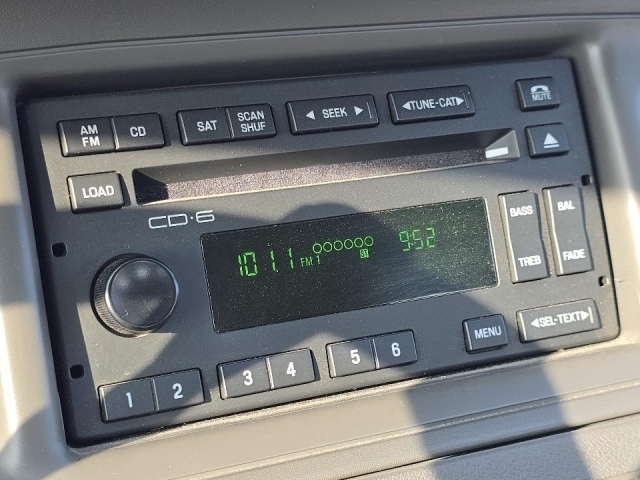 AM FM CD SAT SCAN SHUF SEEK TUNE-CAT MUTE
LOAD
CD·6
BASS BAL
101.1 FM1 ST 9:52
TREB FADE
1 2 3 4 5 6 MENU SEL-TEXT